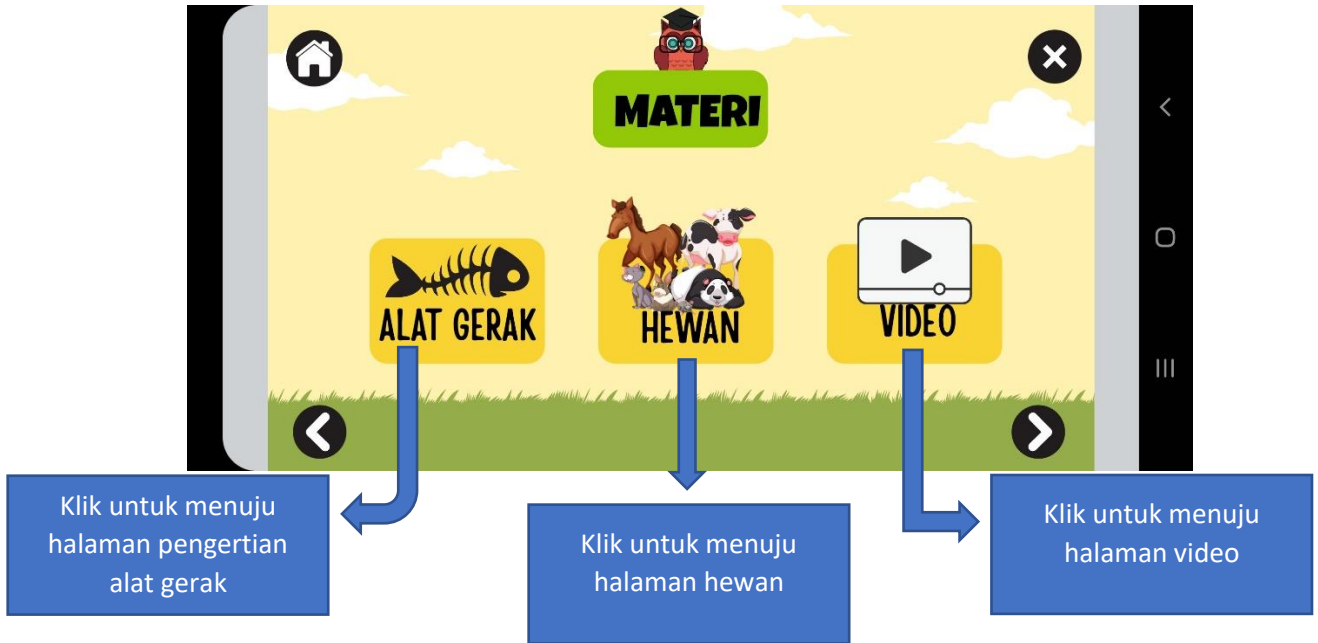 MATERI
ALAT GERAK
HEWAN
VIDEO
Klik untuk menuju
halaman pengertian
alat gerak
Klik untuk menuju
halaman hewan
Klik untuk menuju
halaman video